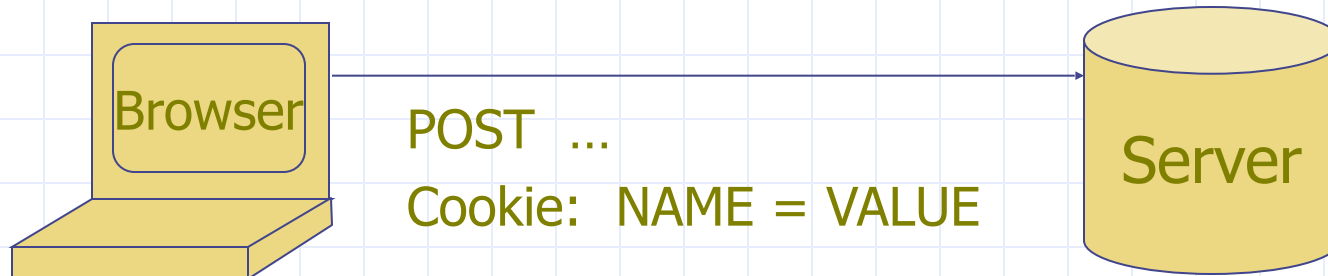 Browser
POST ...
Cookie: NAME = VALUE
Server